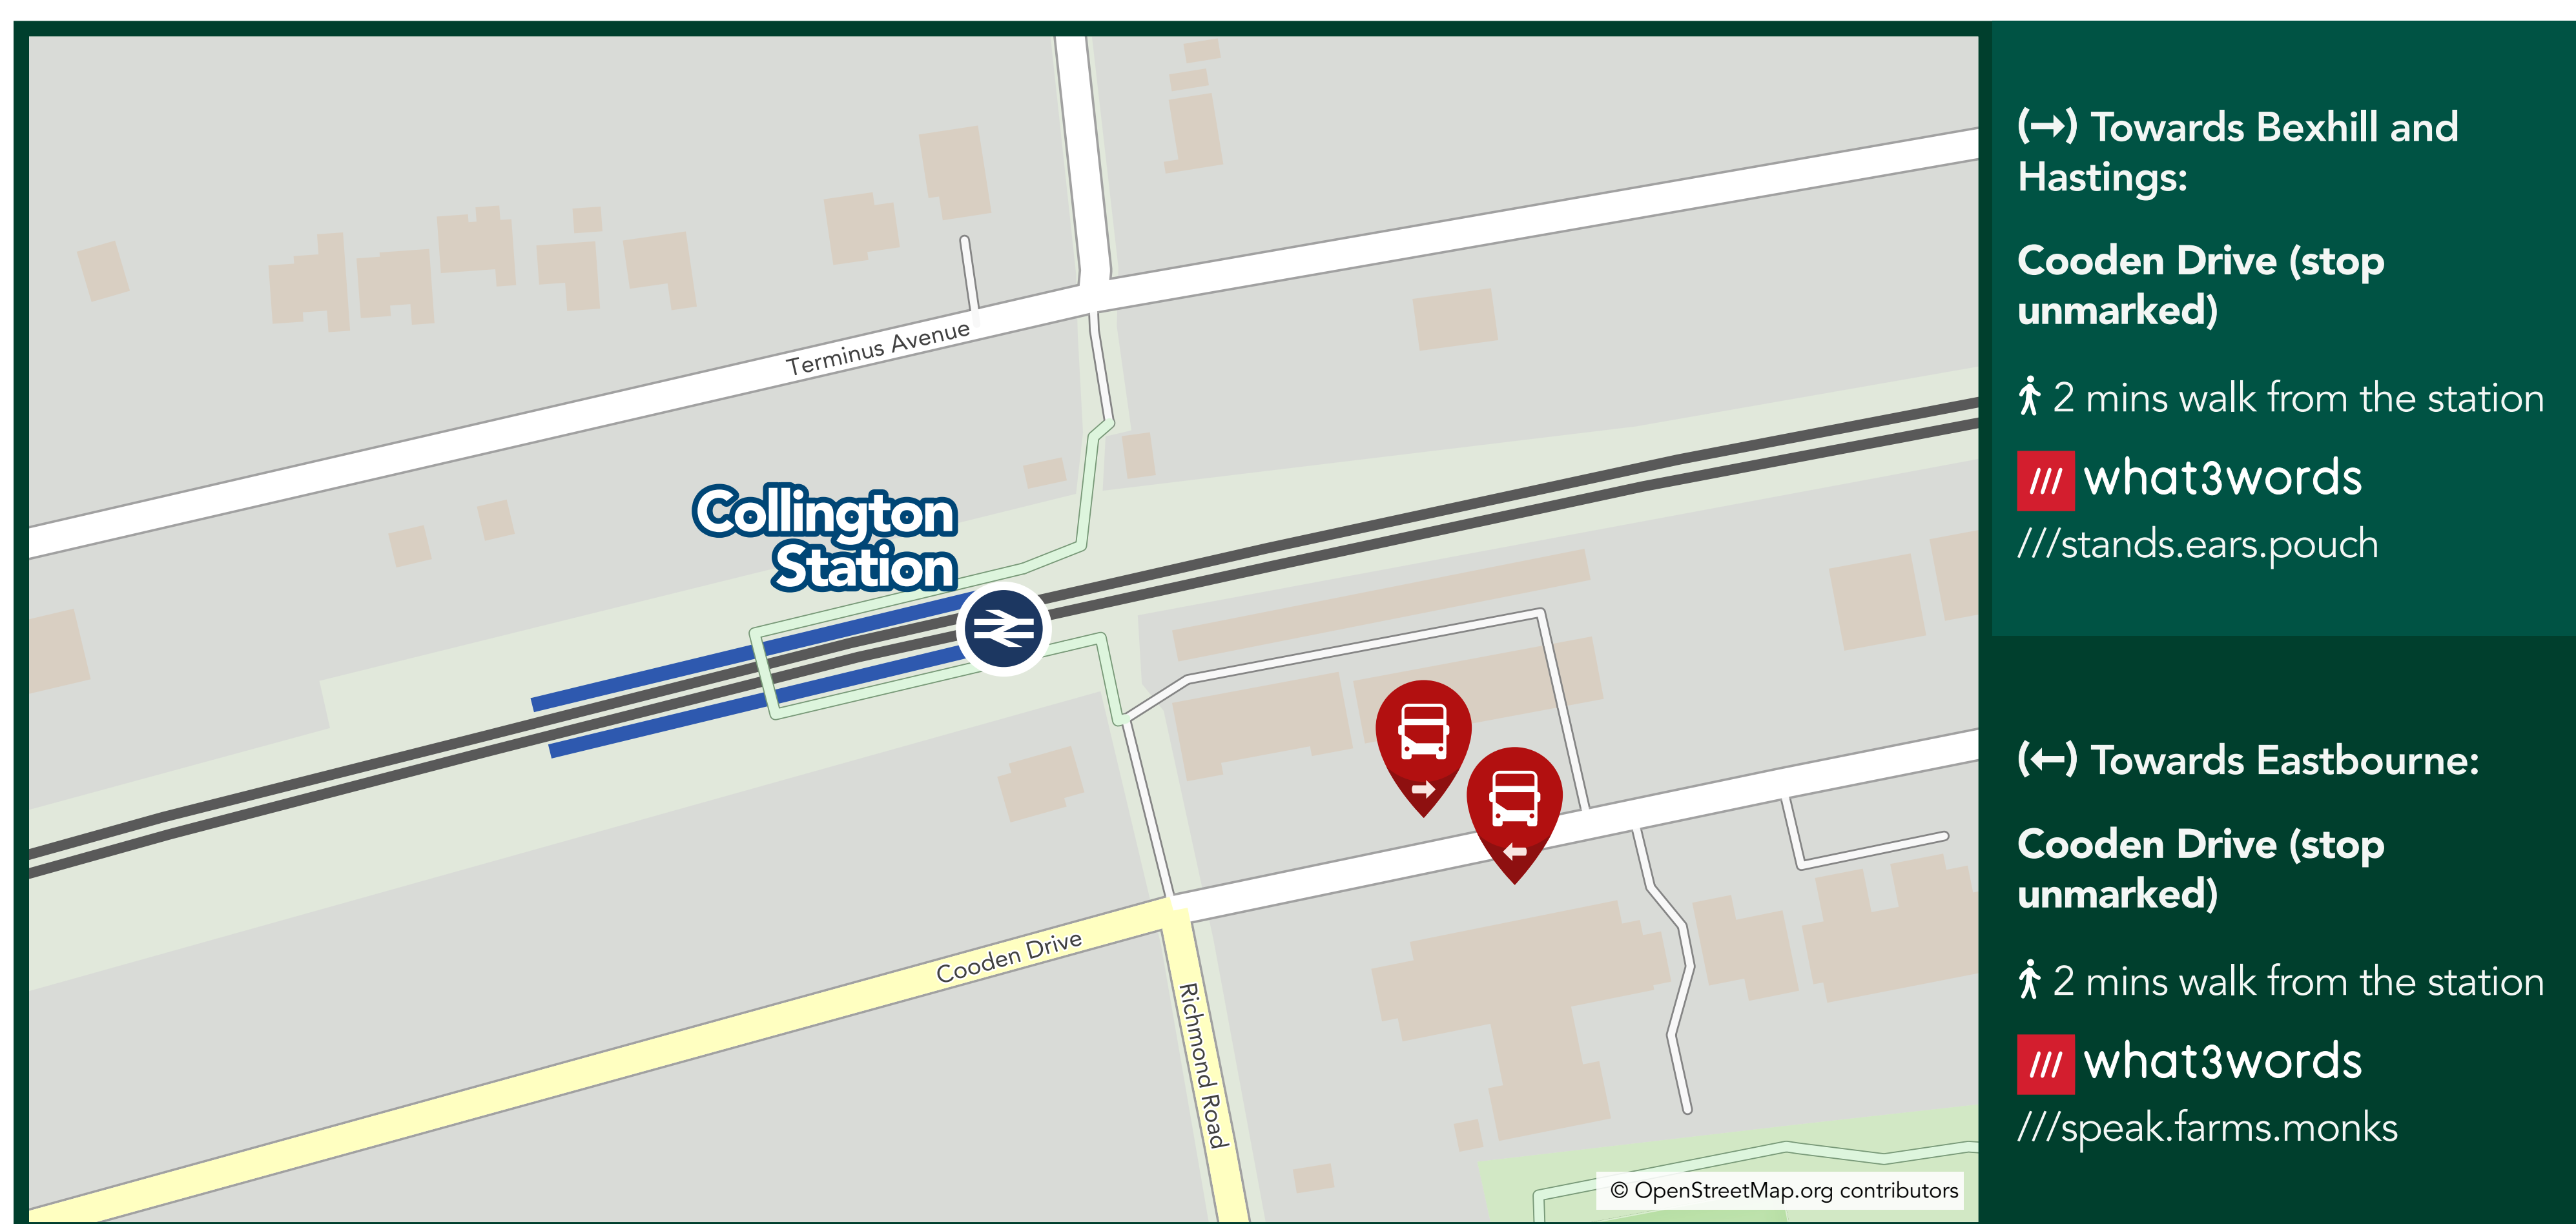 Terminus Avenue
Collington
Station
Cooden Drive
Richmond Road
© OpenStreetMap.org contributors
(→) Towards Bexhill and
Hastings:
Cooden Drive (stop
unmarked)
2 mins walk from the station
/// what3words
///stands.ears.pouch
(←) Towards Eastbourne:
Cooden Drive (stop
unmarked)
2 mins walk from the station
/// what3words
///speak.farms.monks